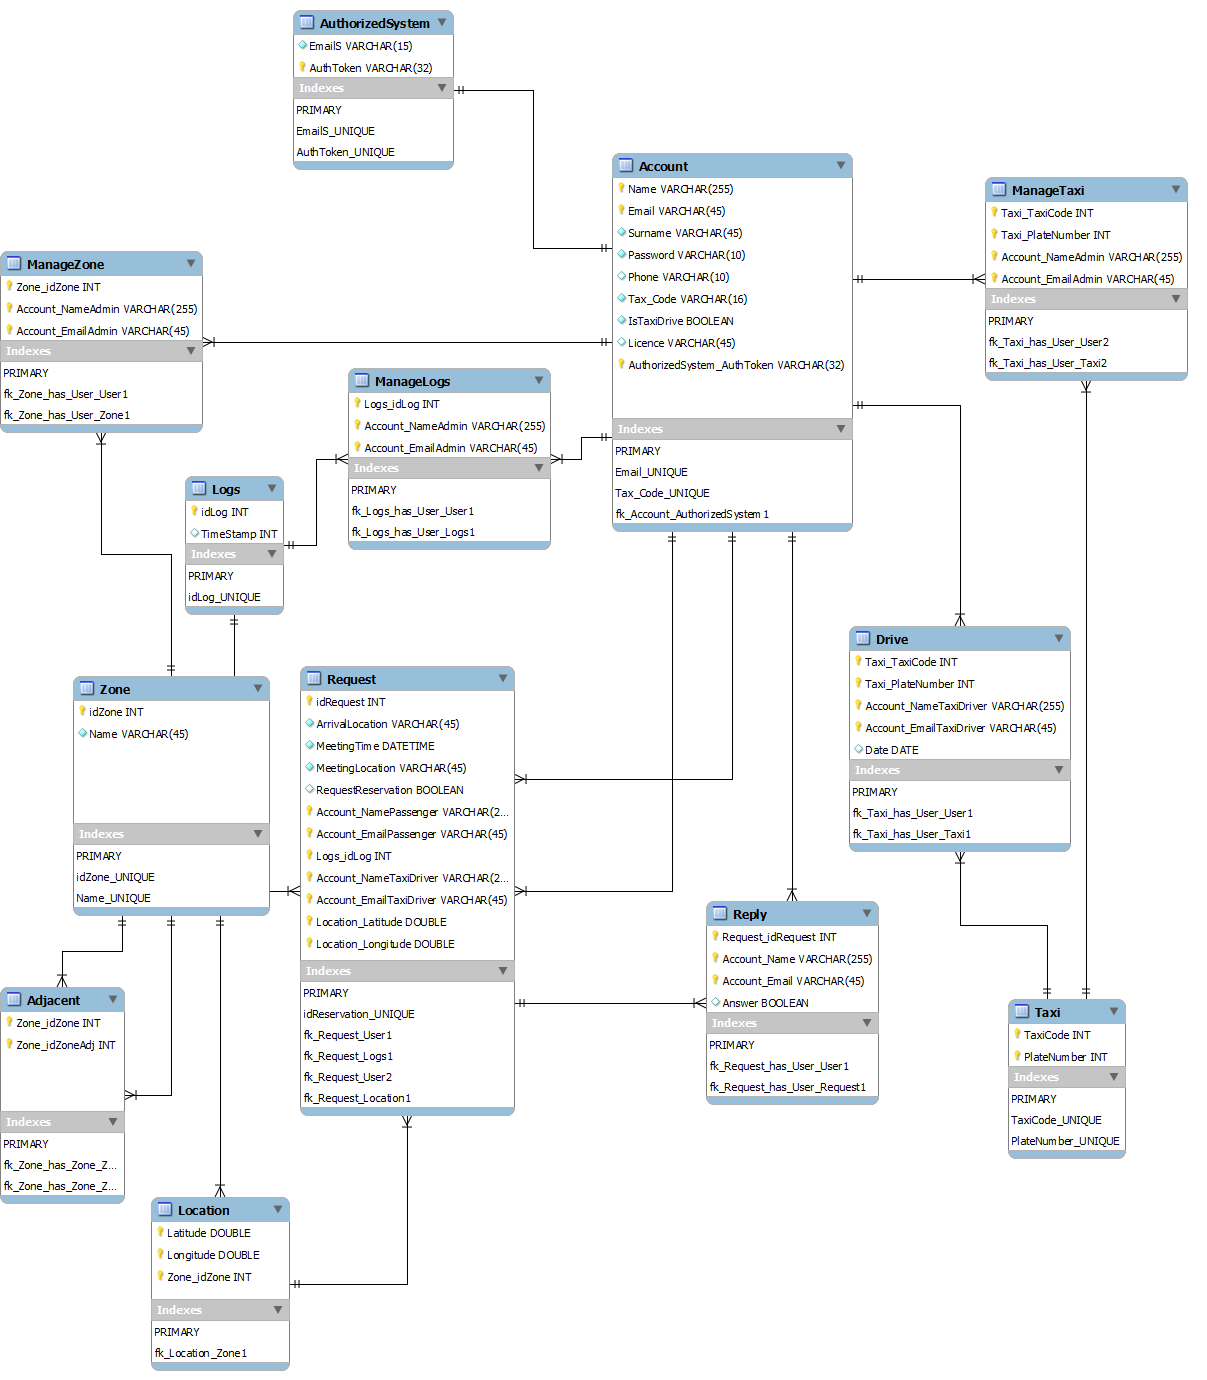 AuthorizedSystem
EmailS VARCHAR(15)
AuthToken VARCHAR(32)
Indexes
PRIMARY
EmailS_UNIQUE
AuthToken_UNIQUE
Account
Name VARCHAR(255)
Email VARCHAR(45)
Surname VARCHAR(45)
Password VARCHAR(10)
Phone VARCHAR(10)
Tax_Code VARCHAR(16)
IsTaxiDrive BOOLEAN
Licence VARCHAR(45)
AuthorizedSystem_AuthToken VARCHAR(32)
Indexes
PRIMARY
Email_UNIQUE
Tax_Code_UNIQUE
fk_Account_AuthorizedSystem1
ManageTaxi
Taxi_TaxiCode INT
Taxi_PlateNumber INT
Account_NameAdmin VARCHAR(255)
Account_EmailAdmin VARCHAR(45)
Indexes
PRIMARY
fk_Taxi_has_User_User2
fk_Taxi_has_User_Taxi2
ManageZone
Zone_idZone INT
Account_NameAdmin VARCHAR(255)
Account_EmailAdmin VARCHAR(45)
Indexes
PRIMARY
fk_Zone_has_User_User1
fk_Zone_has_User_Zone1
ManageLogs
Logs_idLog INT
Account_NameAdmin VARCHAR(255)
Account_EmailAdmin VARCHAR(45)
Indexes
PRIMARY
fk_Logs_has_User_User1
fk_Logs_has_User_Logs1
Logs
idLog INT
TimeStamp INT
Indexes
PRIMARY
idLog_UNIQUE
Zone
idZone INT
Name VARCHAR(45)
Indexes
PRIMARY
idZone_UNIQUE
Name_UNIQUE
Request
idRequest INT
ArrivalLocation VARCHAR(45)
MeetingTime DATETIME
MeetingLocation VARCHAR(45)
RequestReservation BOOLEAN
Account_NamePassenger VARCHAR(2...
Account_EmailPassenger VARCHAR(45)
Logs_idLog INT
Account_NameTaxiDriver VARCHAR(2...
Account_EmailTaxiDriver VARCHAR(45)
Location_Latitude DOUBLE
Location_Longitude DOUBLE
Indexes
PRIMARY
idReservation_UNIQUE
fk_Request_User1
fk_Request_Logs1
fk_Request_User2
fk_Request_Location1
Drive
Taxi_TaxiCode INT
Taxi_PlateNumber INT
Account_NameTaxiDriver VARCHAR(255)
Account_EmailTaxiDriver VARCHAR(45)
Date DATE
Indexes
PRIMARY
fk_Taxi_has_User_User1
fk_Taxi_has_User_Taxi1
Reply
Request_idRequest INT
Account_Name VARCHAR(255)
Account_Email VARCHAR(45)
Answer BOOLEAN
Indexes
PRIMARY
fk_Request_has_User_User1
fk_Request_has_User_Request1
Adjacent
Zone_idZone INT
Zone_idZoneAdj INT
Indexes
PRIMARY
fk_Zone_has_Zone_Z...
fk_Zone_has_Zone_Z...
Taxi
TaxiCode INT
PlateNumber INT
Indexes
PRIMARY
TaxiCode_UNIQUE
PlateNumber_UNIQUE
Location
Latitude DOUBLE
Longitude DOUBLE
Zone_idZone INT
Indexes
PRIMARY
fk_Location_Zone1